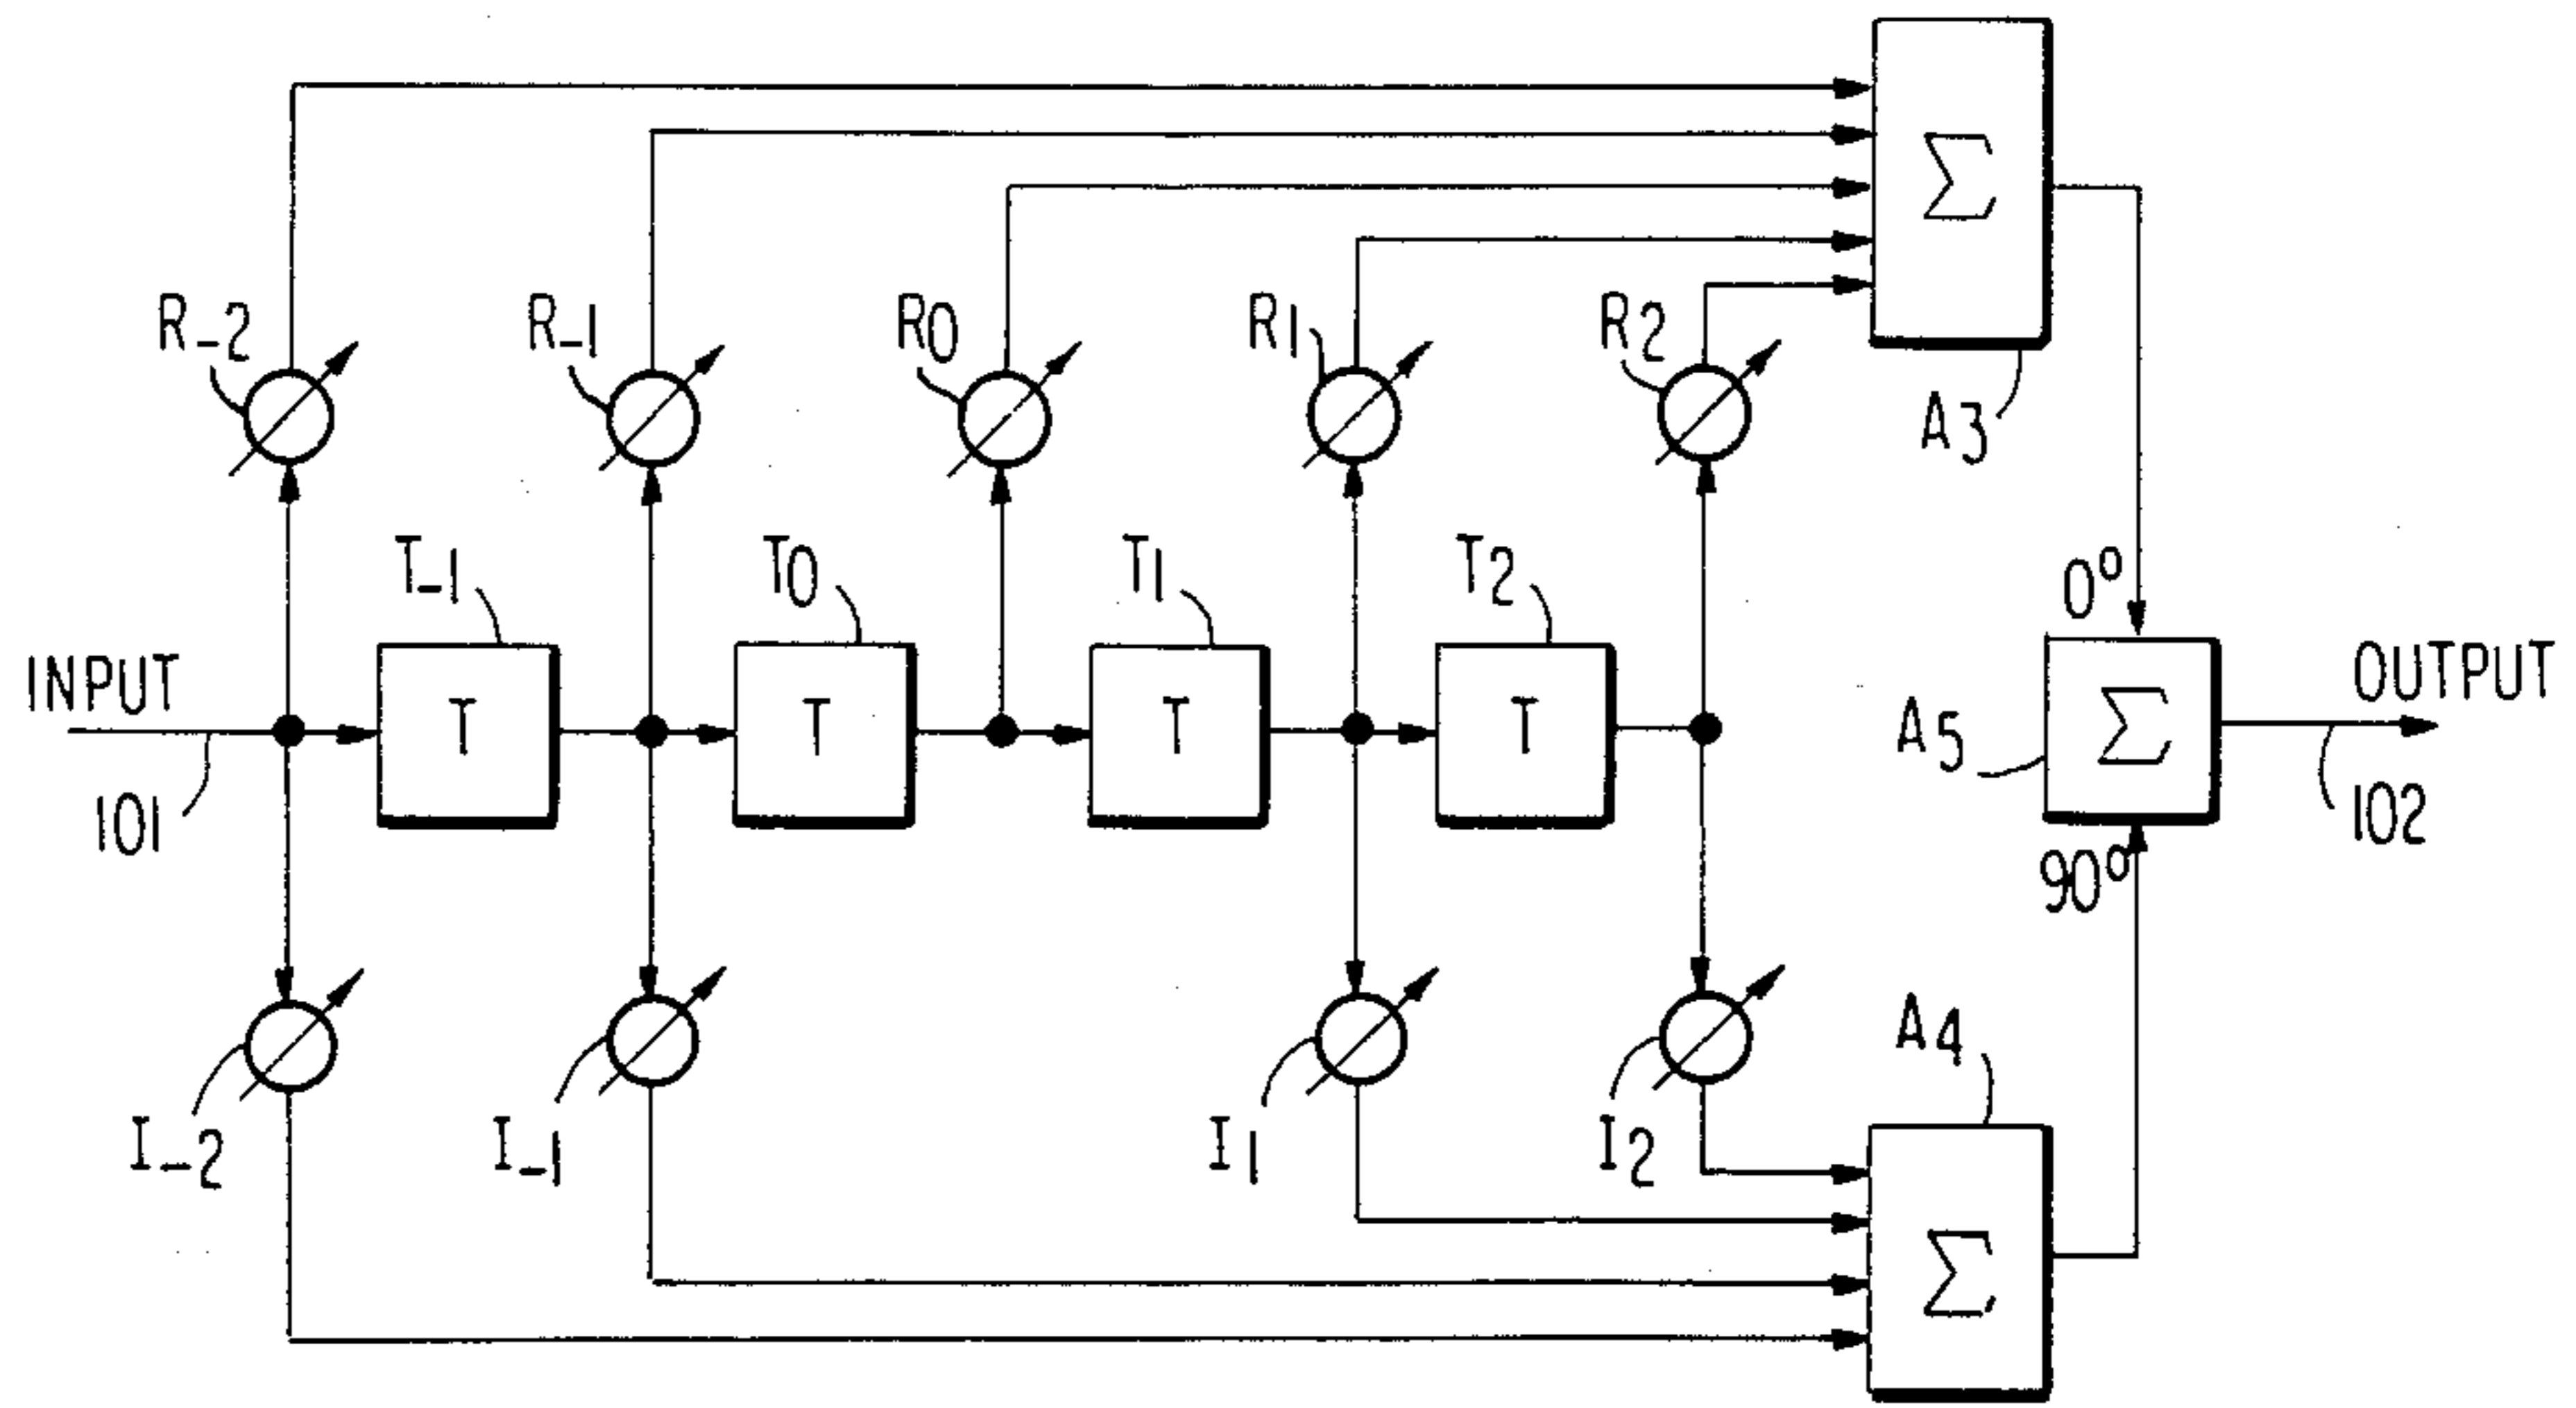 Σ
R-2 R-1 R0 R1 R2
A3
T-1 T0 T1 T2
0°
INPUT T T T T A5 Σ OUTPUT
101 102
90°
A4
I-2 I-1 I1 I2
Σ